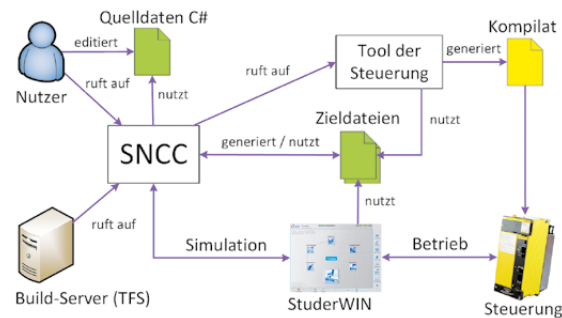 Quelldaten C#
Kompilat
editiert
Tool der
Steuerung
generiert
ruft auf
Nutzer
ruft auf
nutzt
Zieldateien
nutzt
SNCC
generiert / nutzt
nutzt
ruft auf
Simulation
Betrieb
Build-Server (TFS)
StuderWIN
Steuerung